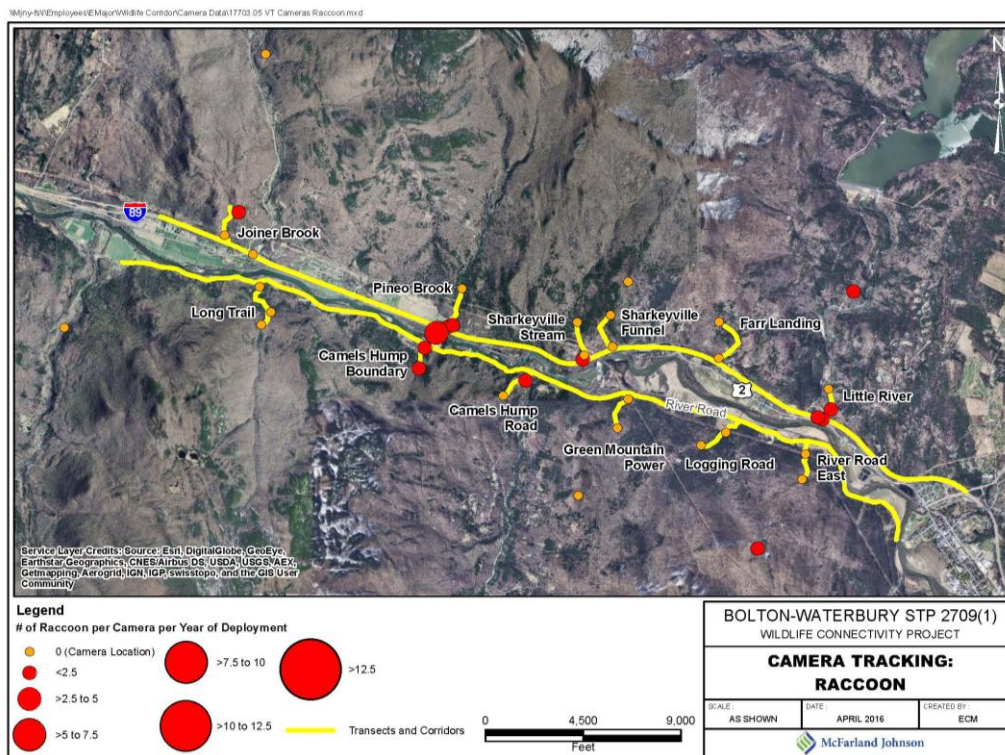 \\Mjny-fs\l\Employees\EMajor\Wildlife Corridor\Camera Data\17703.05 VT Cameras Raccoon.mxd
N
89
Joiner Brook
Pineo Brook
Long Trail
Sharkeyville
Stream
Sharkeyville
Funnel
Farr Landing
Camels Hump
Boundary
2
Little River
River Road
Camels Hump
Road
Green Mountain
Power
Logging Road
River Road
East
Service Layer Credits: Source: Esri, DigitalGlobe, GeoEye,
Earthstar Geographics, CNES/Airbus DS, USDA, USGS, AEX,
Getmapping, Aerogrid, IGN, IGP, swisstopo, and the GIS User
Community
Legend
# of Raccoon per Camera per Year of Deployment
0 (Camera Location)
<2.5
>2.5 to 5
>5 to 7.5
>7.5 to 10
>10 to 12.5
>12.5
Transects and Corridors
0 4,500 9,000
Feet
BOLTON-WATERBURY STP 2709(1)
WILDLIFE CONNECTIVITY PROJECT
CAMERA TRACKING:
RACCOON
SCALE: DATE: CREATED BY:
AS SHOWN APRIL 2016 ECM
McFarland Johnson